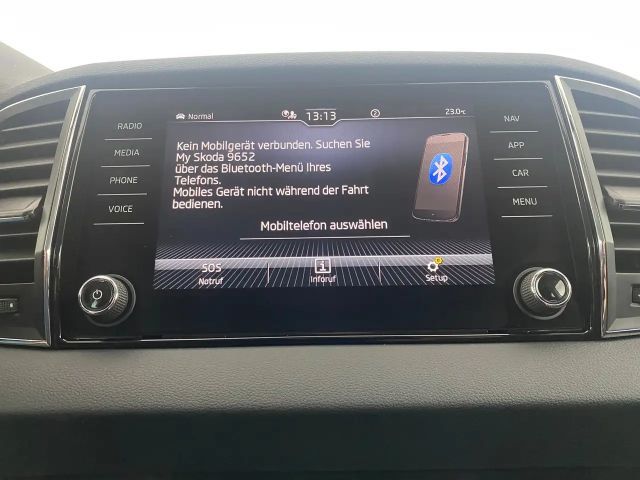 Normal
13:13
2
23.0°C
RADIO
MEDIA
PHONE
VOICE
Kein Mobilgerät verbunden. Suchen Sie
My Skoda 9652
über das Bluetooth-Menü Ihres
Telefons.
Mobiles Gerät nicht während der Fahrt
bedienen.
Mobiltelefon auswählen
SOS
Notruf
i
Inforuf
Setup
NAV
APP
CAR
MENU